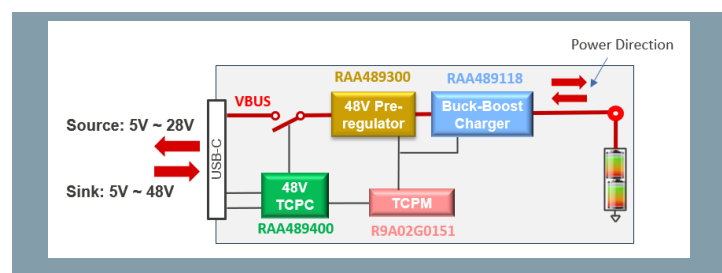 Power Direction
RAA489300
RAA489118
VBUS
48V Pre-
regulator
Buck-Boost
Charger
Source: 5V ~ 28V
USB-C
Sink: 5V ~ 48V
48V
TCPC
TCPM
RAA489400
R9A02G0151